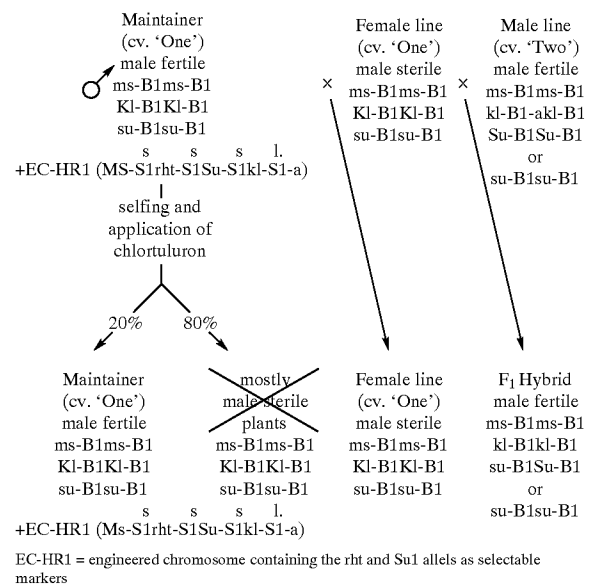 Maintainer
(cv. ‘One’)
male fertile
ms-B1ms-B1
Kl-B1Kl-B1
su-B1su-B1
s s s l.
+EC-HR1 (MS-S1rht-S1Su-S1kl-S1-a)
×
Female line
(cv. ‘One’)
male sterile
ms-B1ms-B1
Kl-B1Kl-B1
su-B1su-B1
×
Male line
(cv. ‘Two’)
male fertile
ms-B1ms-B1
kl-B1-akl-B1
Su-B1Su-B1
or
su-B1su-B1
selfing and
application of
chlortuluron
20% 80%
Maintainer
(cv. ‘One’)
male fertile
ms-B1ms-B1
Kl-B1Kl-B1
su-B1su-B1
s s s l.
+EC-HR1 (Ms-S1rht-S1Su-S1kl-S1-a)
mostly
male sterile
plants
ms-B1ms-B1
Kl-B1Kl-B1
su-B1su-B1
Female line
(cv. ‘One’)
male sterile
ms-B1ms-B1
Kl-B1Kl-B1
su-B1su-B1
F1 Hybrid
male fertile
ms-B1ms-B1
kl-B1kl-B1
su-B1Su-B1
or
su-B1su-B1
EC-HR1 = engineered chromosome containing the rht and Su1 allels as selectable
markers